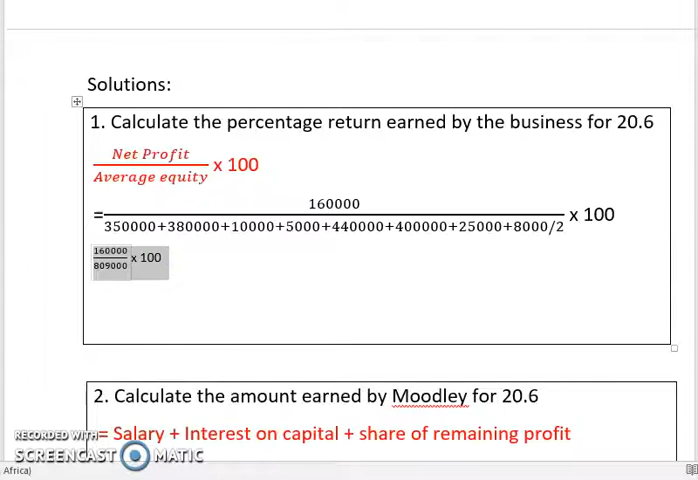 Solutions:
1. Calculate the percentage return earned by the business for 20.6
Net Profit
Average equity x 100
160000
= 350000+380000+10000+5000+440000+400000+25000+8000/2 x 100
160000
809000 x 100
2. Calculate the amount earned by Moodley for 20.6
= Salary + Interest on capital + share of remaining profit
RECORDED WITH
SCREENCAST MATIC
Africa)